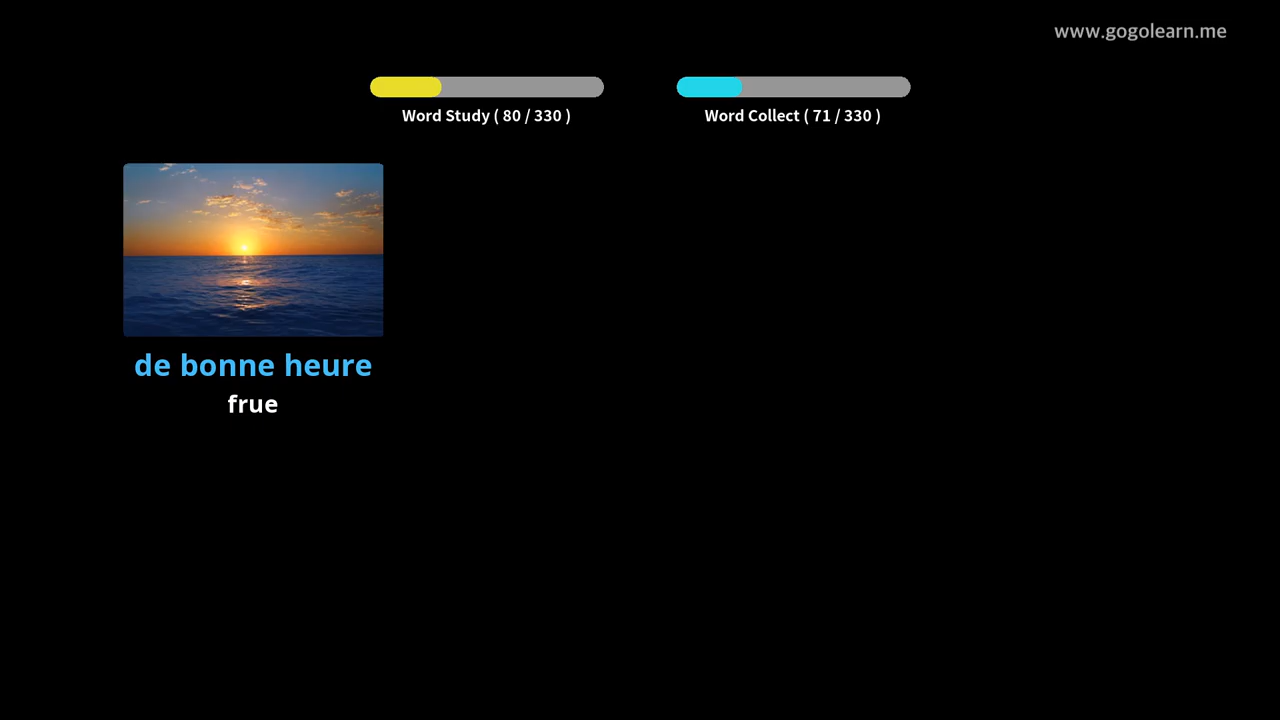 www.gogolearn.me
Word Study ( 80 / 330 )
Word Collect ( 71 / 330 )
de bonne heure
frue